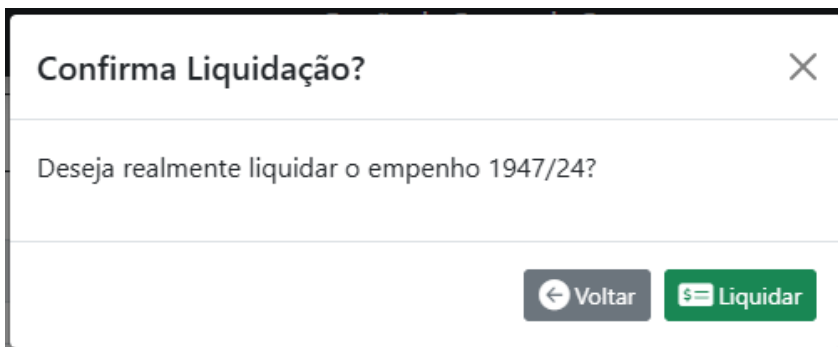 Confirma Liquidação?
Deseja realmente liquidar o empenho 1947/24?
Voltar
Liquidar